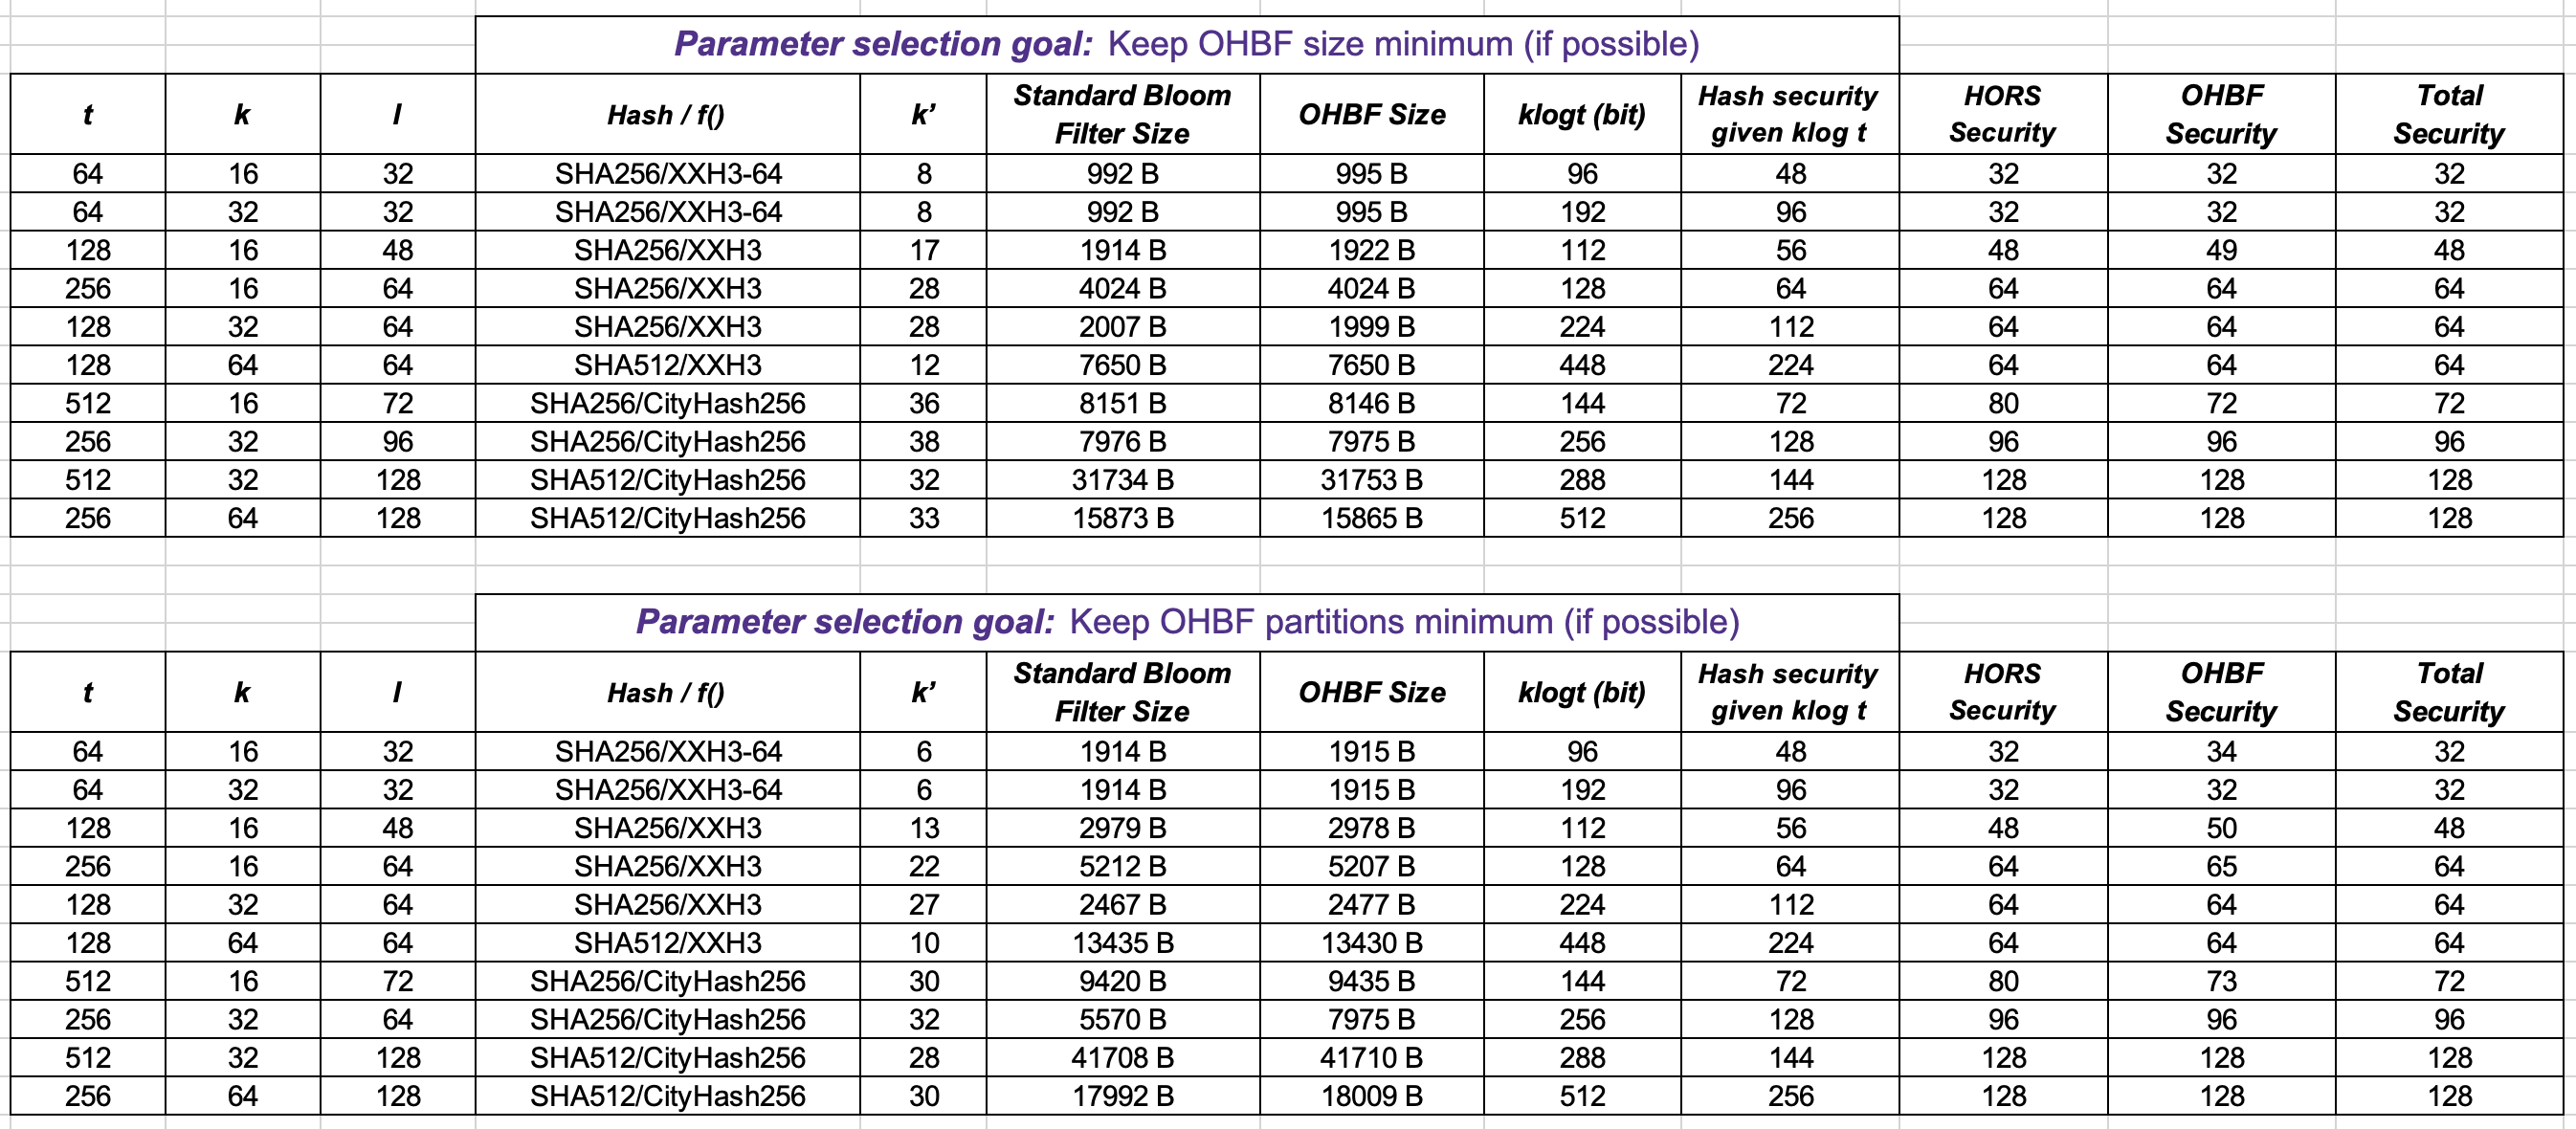 Parameter selection goal: Keep OHBF size minimum (if possible)
t k l Hash / f() k’ Standard Bloom Filter Size OHBF Size klogt (bit) Hash security given klog t HORS Security OHBF Security Total Security
64 16 32 SHA256/XXH3-64 8 992 B 995 B 96 48 32 32 32
64 32 32 SHA256/XXH3-64 8 992 B 995 B 192 96 32 32 32
128 16 48 SHA256/XXH3 17 1914 B 1922 B 112 56 48 49 48
256 16 64 SHA256/XXH3 28 4024 B 4024 B 128 64 64 64 64
128 32 64 SHA256/XXH3 28 2007 B 1999 B 224 112 64 64 64
128 64 64 SHA512/XXH3 12 7650 B 7650 B 448 224 64 64 64
512 16 72 SHA256/CityHash256 36 8151 B 8146 B 144 72 80 72 72
256 32 96 SHA256/CityHash256 38 7976 B 7975 B 256 128 96 96 96
512 32 128 SHA512/CityHash256 32 31734 B 31753 B 288 144 128 128 128
256 64 128 SHA512/CityHash256 33 15873 B 15865 B 512 256 128 128 128
Parameter selection goal: Keep OHBF partitions minimum (if possible)
t k l Hash / f() k’ Standard Bloom Filter Size OHBF Size klogt (bit) Hash security given klog t HORS Security OHBF Security Total Security
64 16 32 SHA256/XXH3-64 6 1914 B 1915 B 96 48 32 34 32
64 32 32 SHA256/XXH3-64 6 1914 B 1915 B 192 96 32 32 32
128 16 48 SHA256/XXH3 13 2979 B 2978 B 112 56 48 50 48
256 16 64 SHA256/XXH3 22 5212 B 5207 B 128 64 64 65 64
128 32 64 SHA256/XXH3 27 2467 B 2477 B 224 112 64 64 64
128 64 64 SHA512/XXH3 10 13435 B 13430 B 448 224 64 64 64
512 16 72 SHA256/CityHash256 30 9420 B 9435 B 144 72 80 73 72
256 32 64 SHA256/CityHash256 32 5570 B 7975 B 256 128 96 96 96
512 32 128 SHA512/CityHash256 28 41708 B 41710 B 288 144 128 128 128
256 64 128 SHA512/CityHash256 30 17992 B 18009 B 512 256 128 128 128